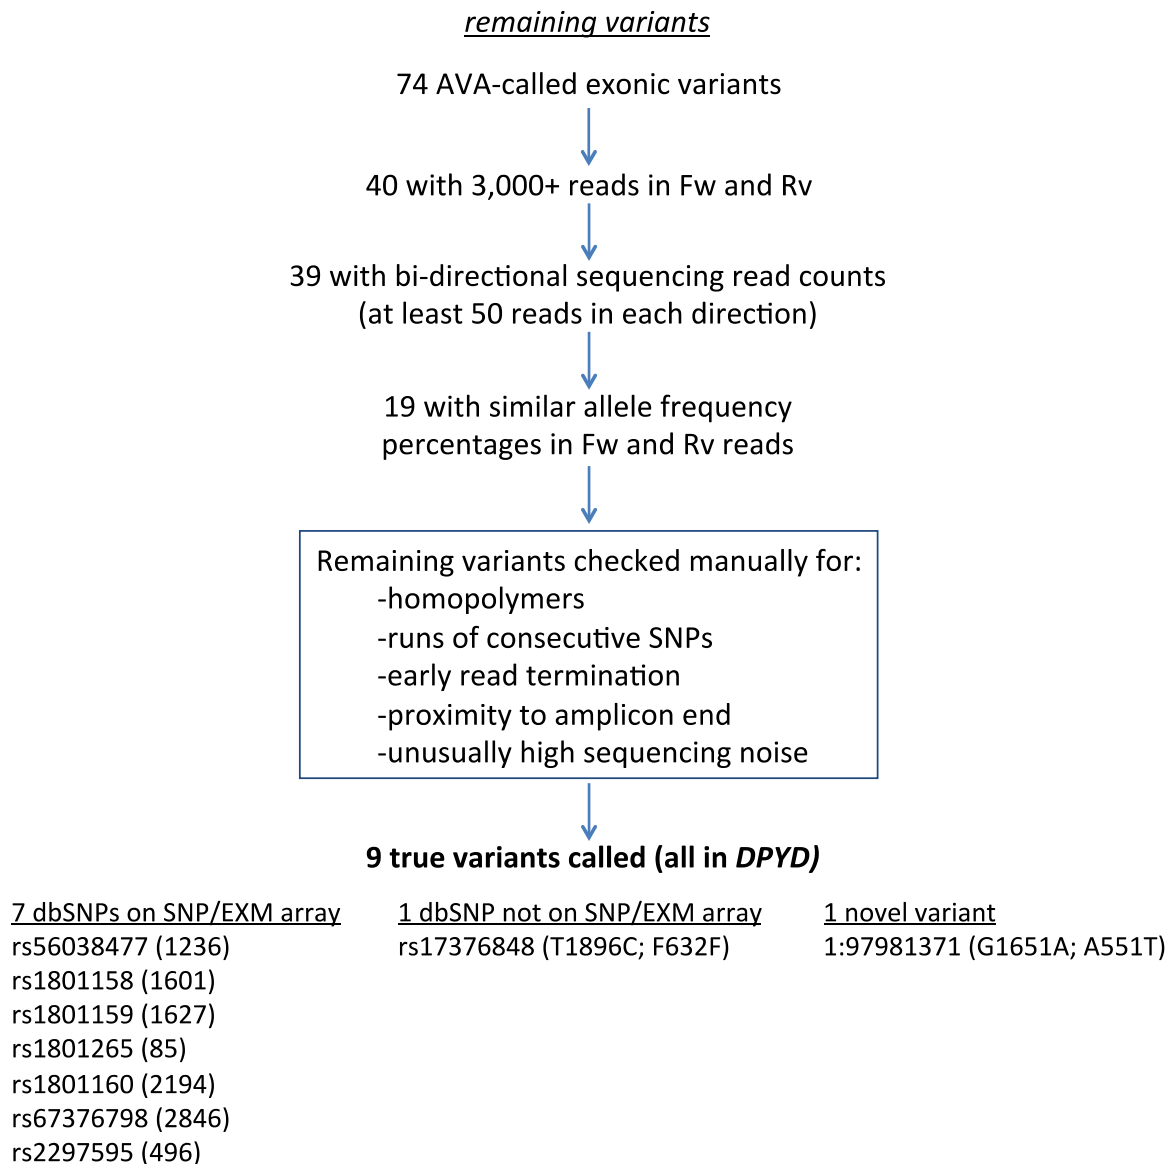 remaining variants
74 AVA-called exonic variants
40 with 3,000+ reads in Fw and Rv
39 with bi-directional sequencing read counts
(at least 50 reads in each direction)
19 with similar allele frequency
percentages in Fw and Rv reads
Remaining variants checked manually for:
-homopolymers
-runs of consecutive SNPs
-early read termination
-proximity to amplicon end
-unusually high sequencing noise
9 true variants called (all in DPYD)
7 dbSNPs on SNP/EXM array
rs56038477 (1236)
rs1801158 (1601)
rs1801159 (1627)
rs1801265 (85)
rs1801160 (2194)
rs67376798 (2846)
rs2297595 (496)
1 dbSNP not on SNP/EXM array
rs17376848 (T1896C; F632F)
1 novel variant
1:97981371 (G1651A; A551T)